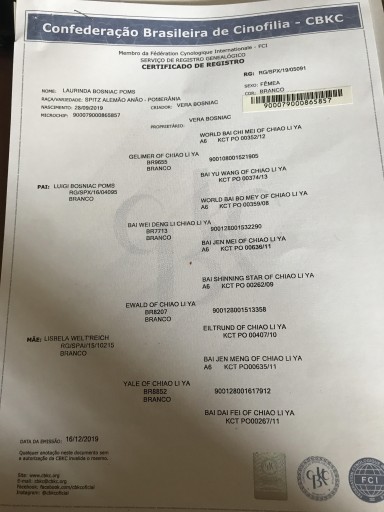 Confederação Brasileira de Cinofilia - CBKC
Membro da Fédération Cynologique Internationale - FCI
SERVIÇO DE REGISTRO GENEALÓGICO
CERTIFICADO DE REGISTRO
RG: RG/SPX/19/05091
NOME: LAURINDA BOSNIAC POMS
SEXO: FÊMEA
RAÇA/VARIEDADE: SPITZ ALEMÃO ANÃO - POMERÂNIA
COR: BRANCO
NASCIMENTO: 28/09/2019
CRIADOR: VERA BOSNIAC
900079000865857
MICROCHIP: 900079000865857
PROPRIETÁRIO: VERA BOSNIAC
WORLD BAI CHI MEI OF CHIAO LI YA
A6 KCT PO 00352/12
GELIMER OF CHIAO LI YA
BR9655
900108001521905
BRANCO
BAI YU WANG OF CHIAO LI YA
KCT PO 00374/13
PAI: LUIGI BOSNIAC POMS
RG/SPX/16/04095
BRANCO
WORLD BAI BO MEY OF CHIAO LI YA
A6 KCT PO 00359/08
BAI WEI DENG LI CHIAO LI YA
BR7713
900128001532290
BRANCO
BAI JEN MEI OF CHIAO LI YA
A6 KCT PO 00636/11
BAI SHINNING STAR OF CHIAO LI YA
A6 KCT PO 00262/09
EWALD OF CHIAO LI YA
BR8207
900128001513358
BRANCO
EILTRUND OF CHIAO LI YA
KCT PO 00407/10
MÃE: LISBELA WELTREICH
RG/SPA/15/10215
BRANCO
BAI JEN MENG OF CHIAO LI YA
A6 KCT PO00635/11
YALE OF CHIAO LI YA
BR8852
900128001617912
BRANCO
BAI DAI FEI OF CHIAO LI YA
KCT PO00267/11
DATA DA EMISSÃO: 16/12/2019
Qualquer anotação neste documento sem
a autorização da CBKC invalida o mesmo.
Site: www.cbkc.org
E-mail: cbkc@cbkc.org
Facebook: facebook.com/cbkcoficial
Instagram: @cbkcoficial
FCI